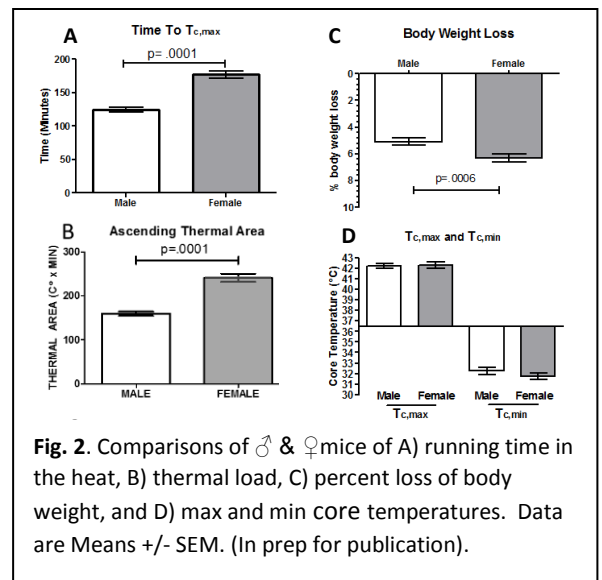 A
Time To Tc,max
p= .0001
Time (Minutes)
200
150
100
50
0
Male
Female
B
Ascending Thermal Area
p=.0001
THERMAL AREA (C° x MIN)
300
200
100
0
MALE
FEMALE
C
Body Weight Loss
Male
Female
% body weight loss
0
2
4
6
8
10
p=.0006
D
Tc,max and Tc,min
Core Temperature (°C)
43
42
41
40
39
38
37
36
35
34
33
32
31
30
Male Female Male Female
Tc,max Tc,min
Fig. 2. Comparisons of ♂ & ♀mice of A) running time in
the heat, B) thermal load, C) percent loss of body
weight, and D) max and min core temperatures. Data
are Means +/- SEM. (In prep for publication).